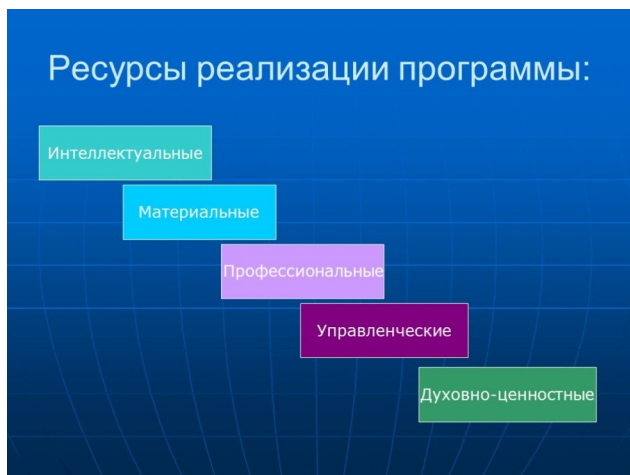 Ресурсы реализации программы:
Интеллектуальные
Материальные
Профессиональные
Управленческие
Духовно-ценностные